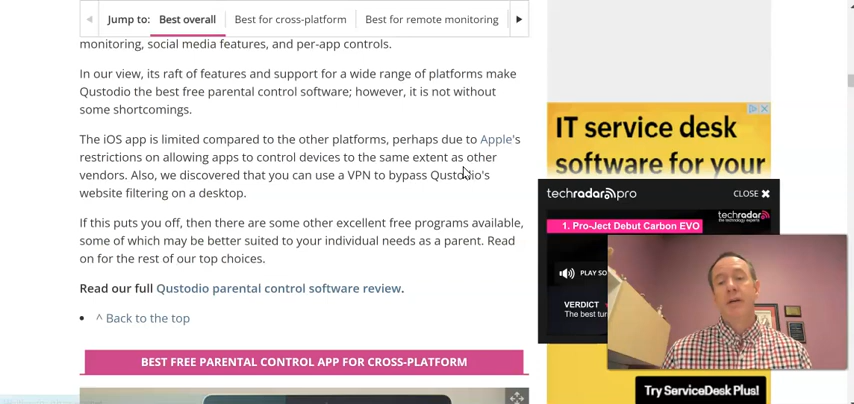 Jump to: Best overall Best for cross-platform Best for remote monitoring
monitoring, social media features, and per-app controls.
In our view, its raft of features and support for a wide range of platforms make
Qustodio the best free parental control software; however, it is not without
some shortcomings.
The iOS app is limited compared to the other platforms, perhaps due to Apple's
restrictions on allowing apps to control devices to the same extent as other
vendors. Also, we discovered that you can use a VPN to bypass Qustodio's
website filtering on a desktop.
If this puts you off, then there are some other excellent free programs available,
some of which may be better suited to your individual needs as a parent. Read
on for the rest of our top choices.
Read our full Qustodio parental control software review.
^ Back to the top
BEST FREE PARENTAL CONTROL APP FOR CROSS-PLATFORM
IT service desk
software for your
techradar pro
CLOSE
techradar
1. Pro-Ject Debut Carbon EVO
PLAY SO
VERDICT
The best tur
Try ServiceDesk Plus!